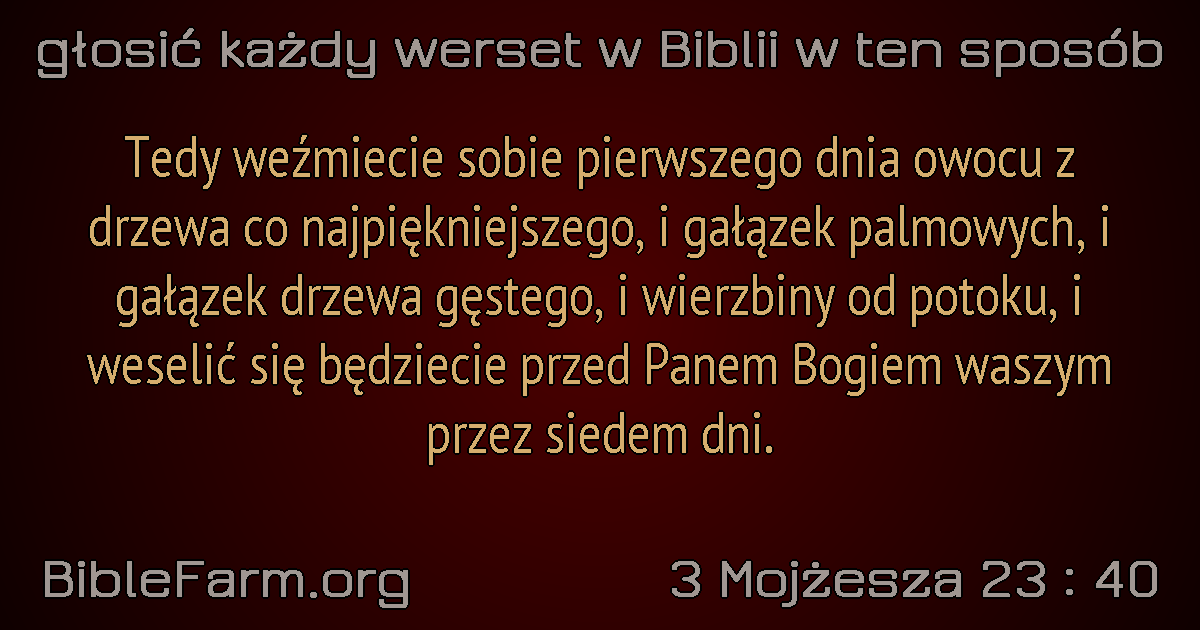 głosić każdy werset w Biblii w ten sposób
Tedy weźmiecie sobie pierwszego dnia owocu z
drzewa co najpiękniejszego, i gałązek palmowych, i
gałązek drzewa gęstego, i wierzbiny od potoku, i
weselić się będziecie przed Panem Bogiem waszym
przez siedem dni.
BibleFarm.org
3 Mojżesza 23 : 40